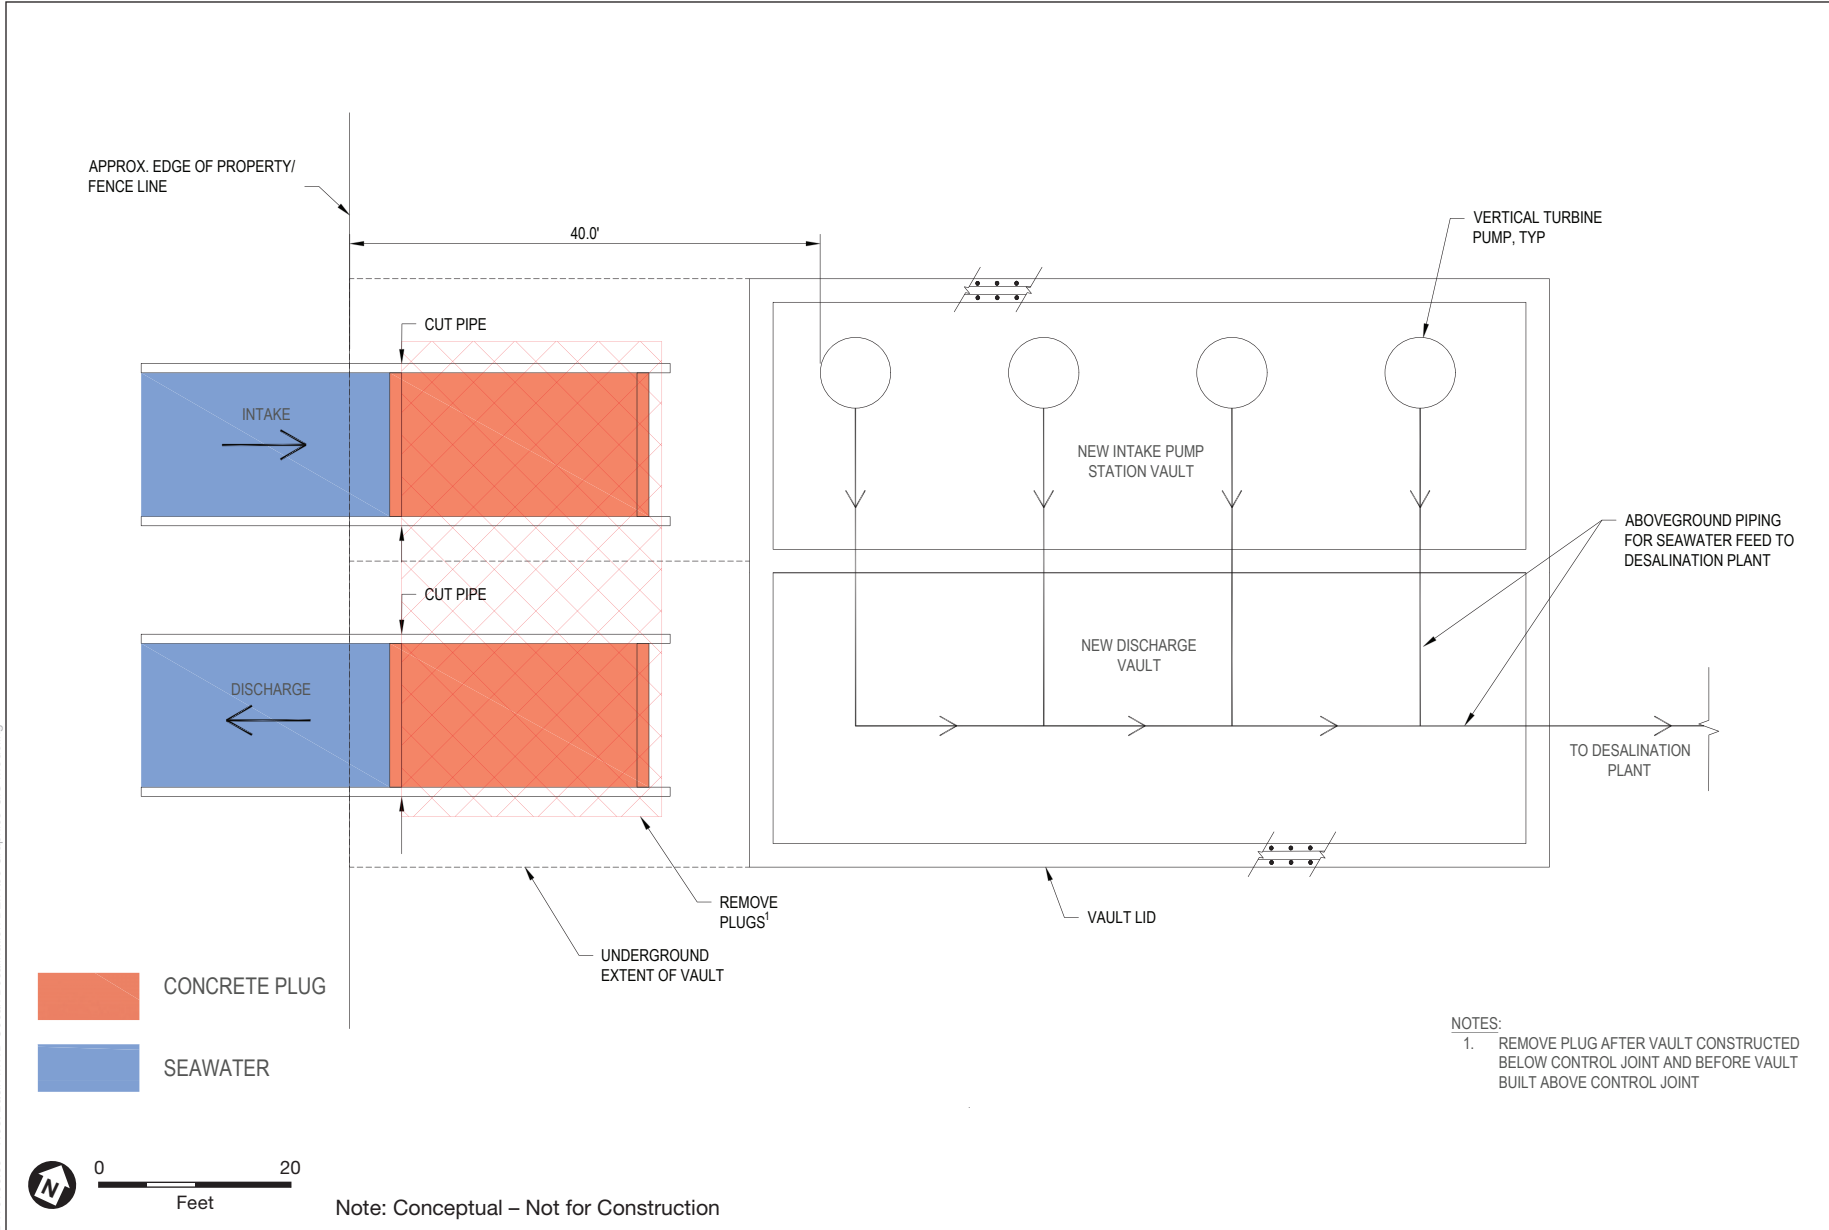 APPROX. EDGE OF PROPERTY/
FENCE LINE
40.0'
VERTICAL TURBINE
PUMP, TYP
CUT PIPE
INTAKE
NEW INTAKE PUMP
STATION VAULT
ABOVEGROUND PIPING
FOR SEAWATER FEED TO
DESALINATION PLANT
CUT PIPE
NEW DISCHARGE
VAULT
DISCHARGE
TO DESALINATION
PLANT
REMOVE
PLUGS¹
VAULT LID
UNDERGROUND
EXTENT OF VAULT
CONCRETE PLUG
SEAWATER
NOTES:
1. REMOVE PLUG AFTER VAULT CONSTRUCTED
BELOW CONTROL JOINT AND BEFORE VAULT
BUILT ABOVE CONTROL JOINT
N
0 20
Feet
Note: Conceptual – Not for Construction